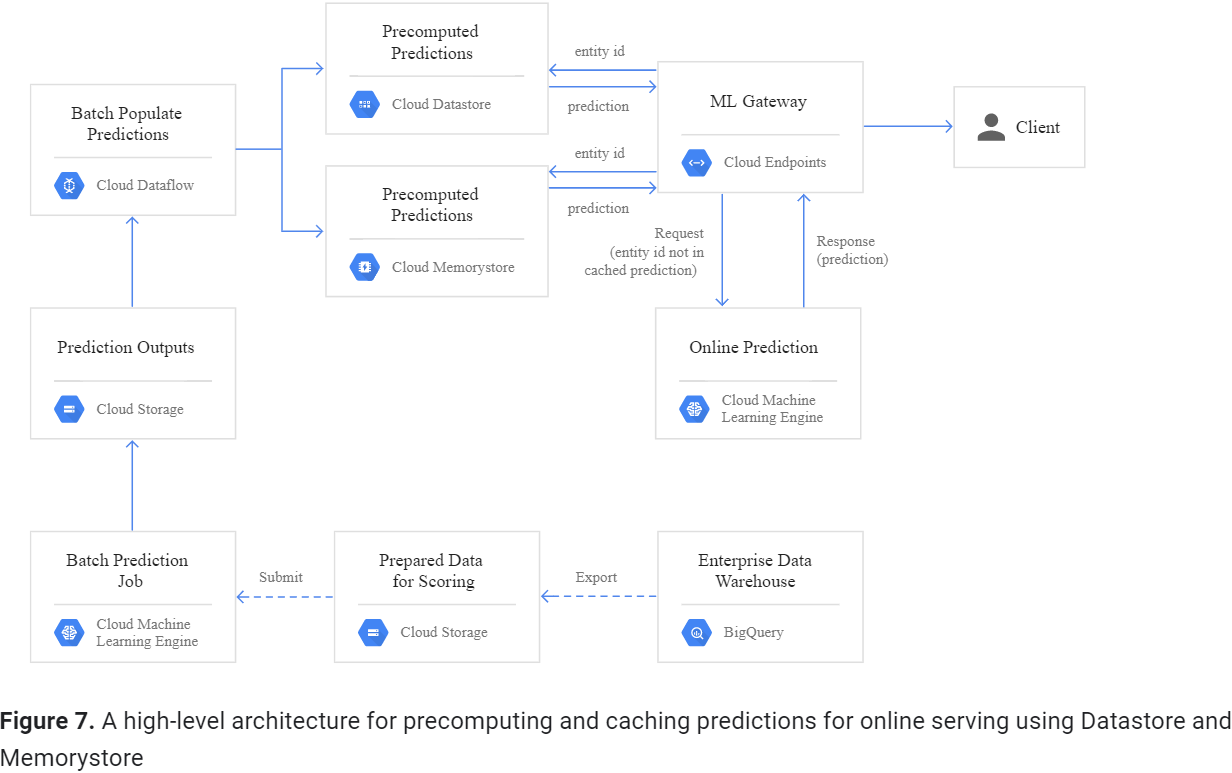 Precomputed
Predictions
Cloud Datastore
entity id
prediction
ML Gateway
Cloud Endpoints
Client
Batch Populate
Predictions
Cloud Dataflow
Precomputed
Predictions
Cloud Memorystore
entity id
prediction
Request
(entity id not in
cached prediction)
Response
(prediction)
Prediction Outputs
Cloud Storage
Online Prediction
Cloud Machine
Learning Engine
Batch Prediction
Job
Cloud Machine
Learning Engine
Submit
Prepared Data
for Scoring
Cloud Storage
Export
Enterprise Data
Warehouse
BigQuery
Figure 7. A high-level architecture for precomputing and caching predictions for online serving using Datastore and
Memorystore